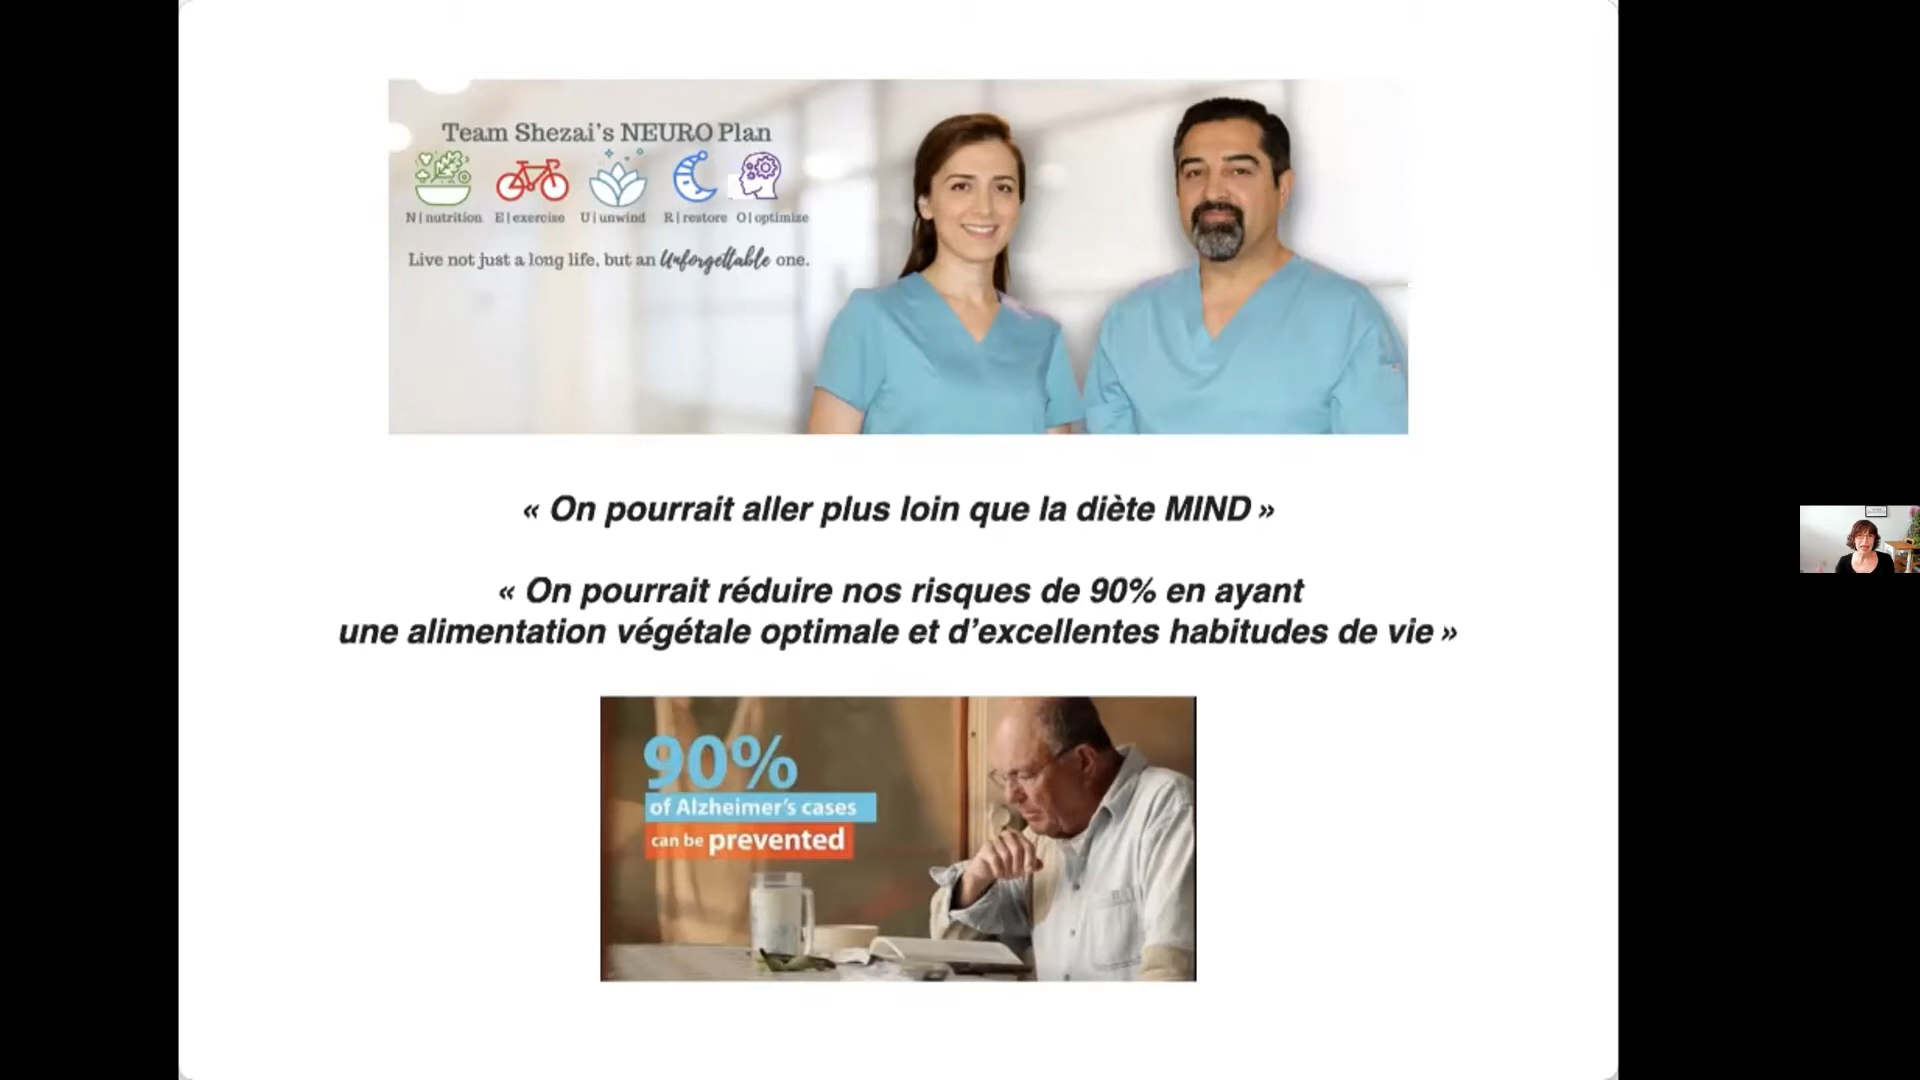 Team Shezai's NEURO Plan
N | nutrition E | exercise U | unwind R | restore O | optimize
Live not just a long life, but an Unforgettable one.
« On pourrait aller plus loin que la diète MIND »
« On pourrait réduire nos risques de 90% en ayant
une alimentation végétale optimale et d'excellentes habitudes de vie »
90%
of Alzheimer's cases
can be prevented